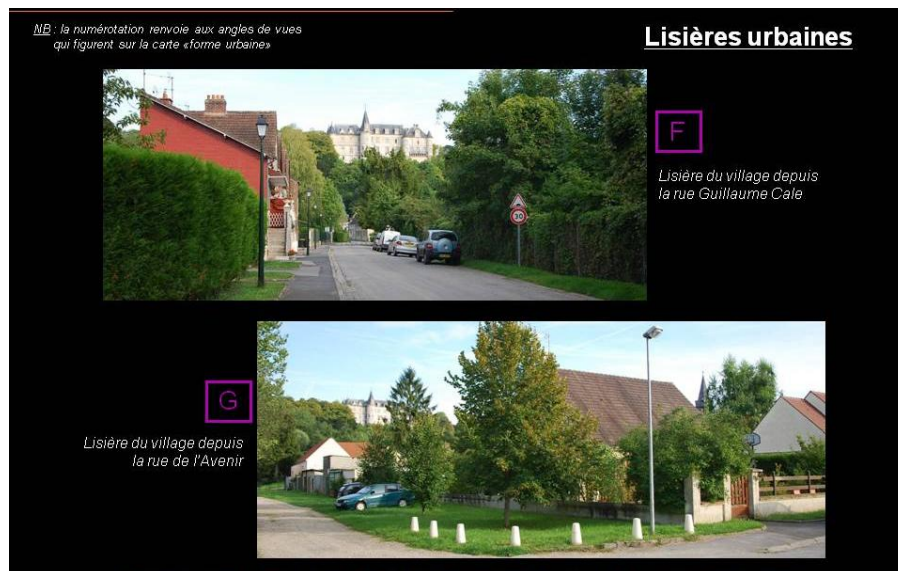 NB : la numérotation renvoie aux angles de vues
qui figurent sur la carte «forme urbaine»
Lisières urbaines
F
Lisière du village depuis
la rue Guillaume Cale
30
G
Lisière du village depuis
la rue de l'Avenir